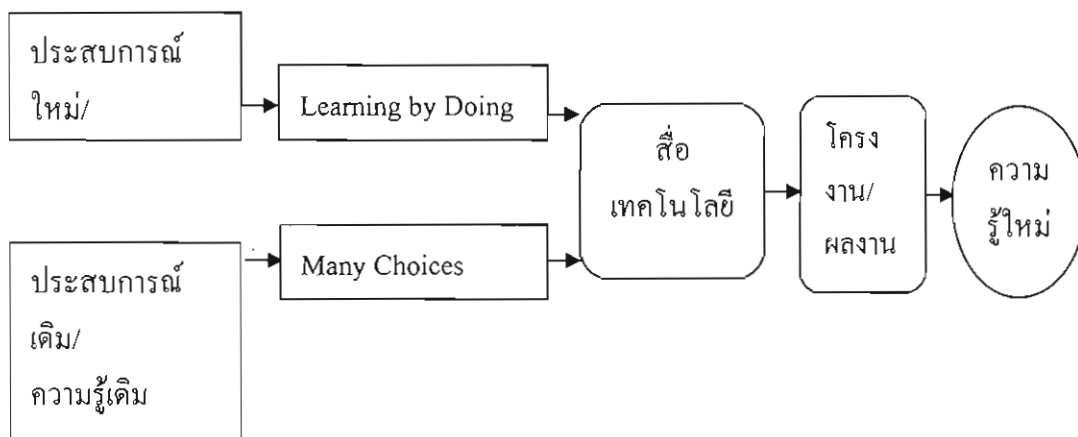 ประสบการณ์
ใหม่/
Learning by Doing
สื่อ
เทคโนโลยี
โครง
งาน/
ผลงาน
ความ
รู้ใหม่
ประสบการณ์
เดิม/
ความรู้เดิม
Many Choices